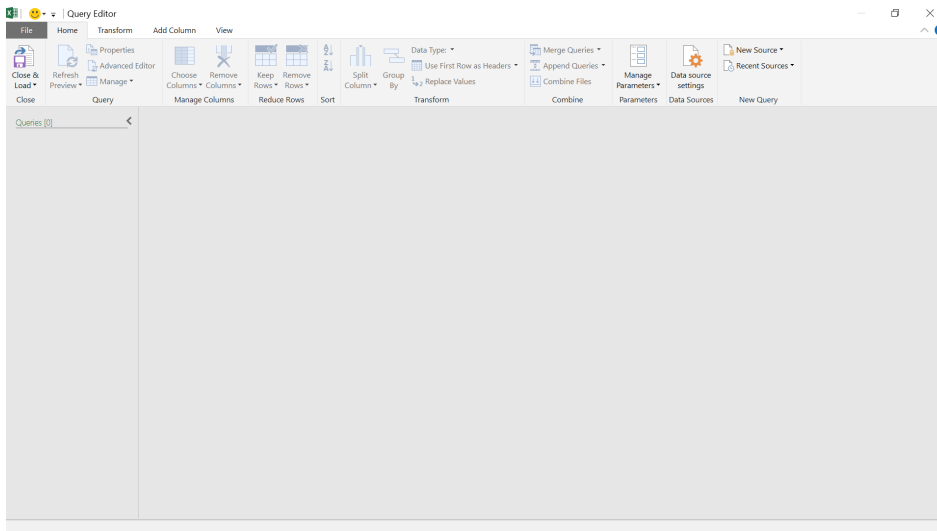 Query Editor
File Home Transform Add Column View
Close & Load
Refresh Preview
Properties
Advanced Editor
Manage
Choose Columns
Remove Columns
Keep Rows
Remove Rows
A Z
Z A
Split Column
Group By
Data Type:
Use First Row as Headers
1 2 Replace Values
Merge Queries
Append Queries
Combine Files
Manage Parameters
Data source settings
New Source
Recent Sources
Close Query Manage Columns Reduce Rows Sort Transform Combine Parameters Data Sources New Query
Queries [0]